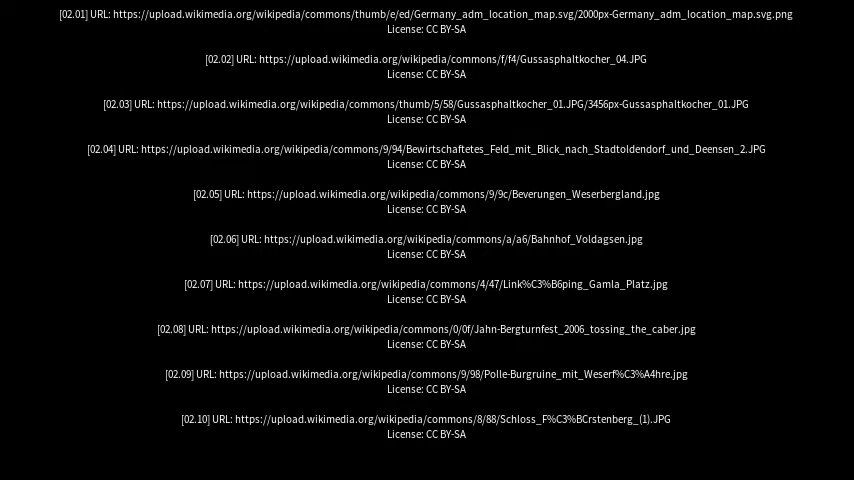 [02.01] URL: https://upload.wikimedia.org/wikipedia/commons/thumb/e/ed/Germany_adm_location_map.svg/2000px-Germany_adm_location_map.svg.png
License: CC BY-SA
[02.02] URL: https://upload.wikimedia.org/wikipedia/commons/f/f4/Gussasphaltkocher_04.JPG
License: CC BY-SA
[02.03] URL: https://upload.wikimedia.org/wikipedia/commons/thumb/5/58/Gussasphaltkocher_01.JPG/3456px-Gussasphaltkocher_01.JPG
License: CC BY-SA
[02.04] URL: https://upload.wikimedia.org/wikipedia/commons/9/94/Bewirtschaftetes_Feld_mit_Blick_nach_Stadtoldendorf_und_Deensen_2.JPG
License: CC BY-SA
[02.05] URL: https://upload.wikimedia.org/wikipedia/commons/9/9c/Beverungen_Weserbergland.jpg
License: CC BY-SA
[02.06] URL: https://upload.wikimedia.org/wikipedia/commons/a/a6/Bahnhof_Voldagsen.jpg
License: CC BY-SA
[02.07] URL: https://upload.wikimedia.org/wikipedia/commons/4/47/Link%C3%B6ping_Gamla_Platz.jpg
License: CC BY-SA
[02.08] URL: https://upload.wikimedia.org/wikipedia/commons/0/0f/Jahn-Bergturnfest_2006_tossing_the_caber.jpg
License: CC BY-SA
[02.09] URL: https://upload.wikimedia.org/wikipedia/commons/9/98/Polle-Burgruine_mit_Weserf%C3%A4hre.jpg
License: CC BY-SA
[02.10] URL: https://upload.wikimedia.org/wikipedia/commons/8/88/Schloss_F%C3%BCrstenberg_(1).JPG
License: CC BY-SA